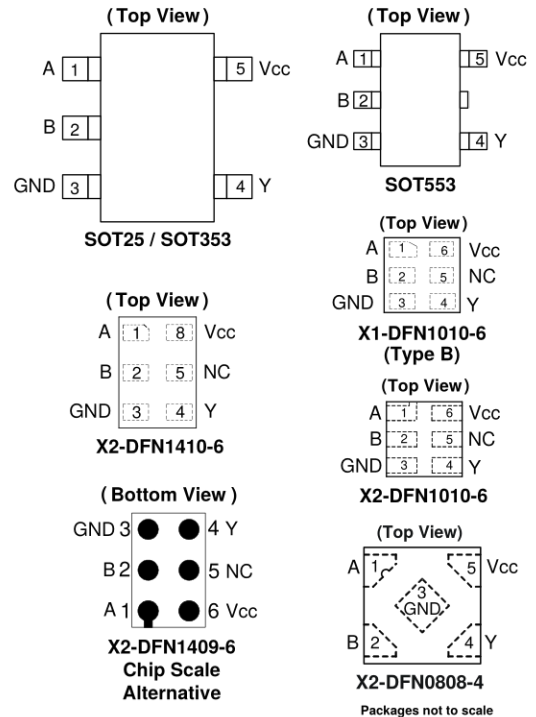 (Top View)
A 1 5 Vcc
B 2
GND 3 4 Y
SOT25 / SOT353
(Top View)
A 1 8 Vcc
B 2 5 NC
GND 3 4 Y
X2-DFN1410-6
(Bottom View)
GND 3 4 Y
B 2 5 NC
A 1 6 Vcc
X2-DFN1409-6
Chip Scale
Alternative
(Top View)
A 1 5 Vcc
B 2
GND 3 4 Y
SOT553
(Top View)
A 1 6 Vcc
B 2 5 NC
GND 3 4 Y
X1-DFN1010-6
(Type B)
(Top View)
A 1 6 Vcc
B 2 5 NC
GND 3 4 Y
X2-DFN1010-6
(Top View)
A 1 5 Vcc
3
GND
B 2 4 Y
X2-DFN0808-4
Packages not to scale